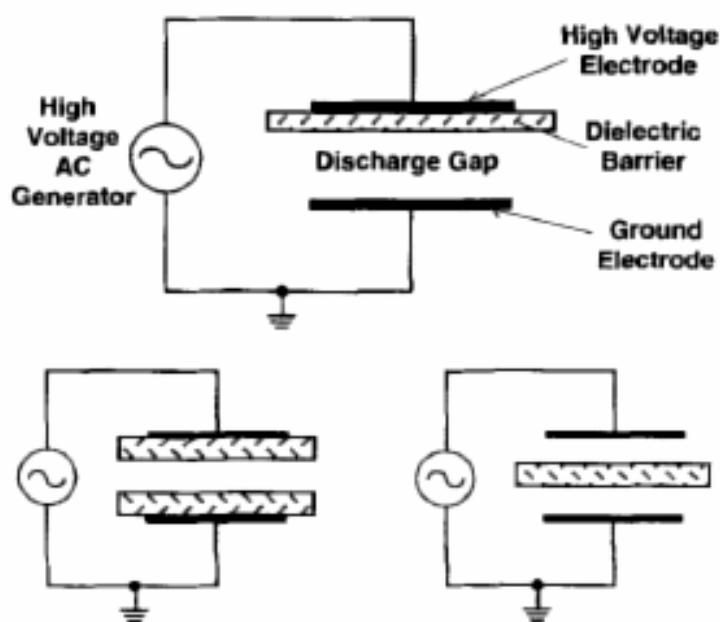 High Voltage
Electrode
High
Voltage
AC
Generator
Dielectric
Barrier
Discharge Gap
Ground
Electrode